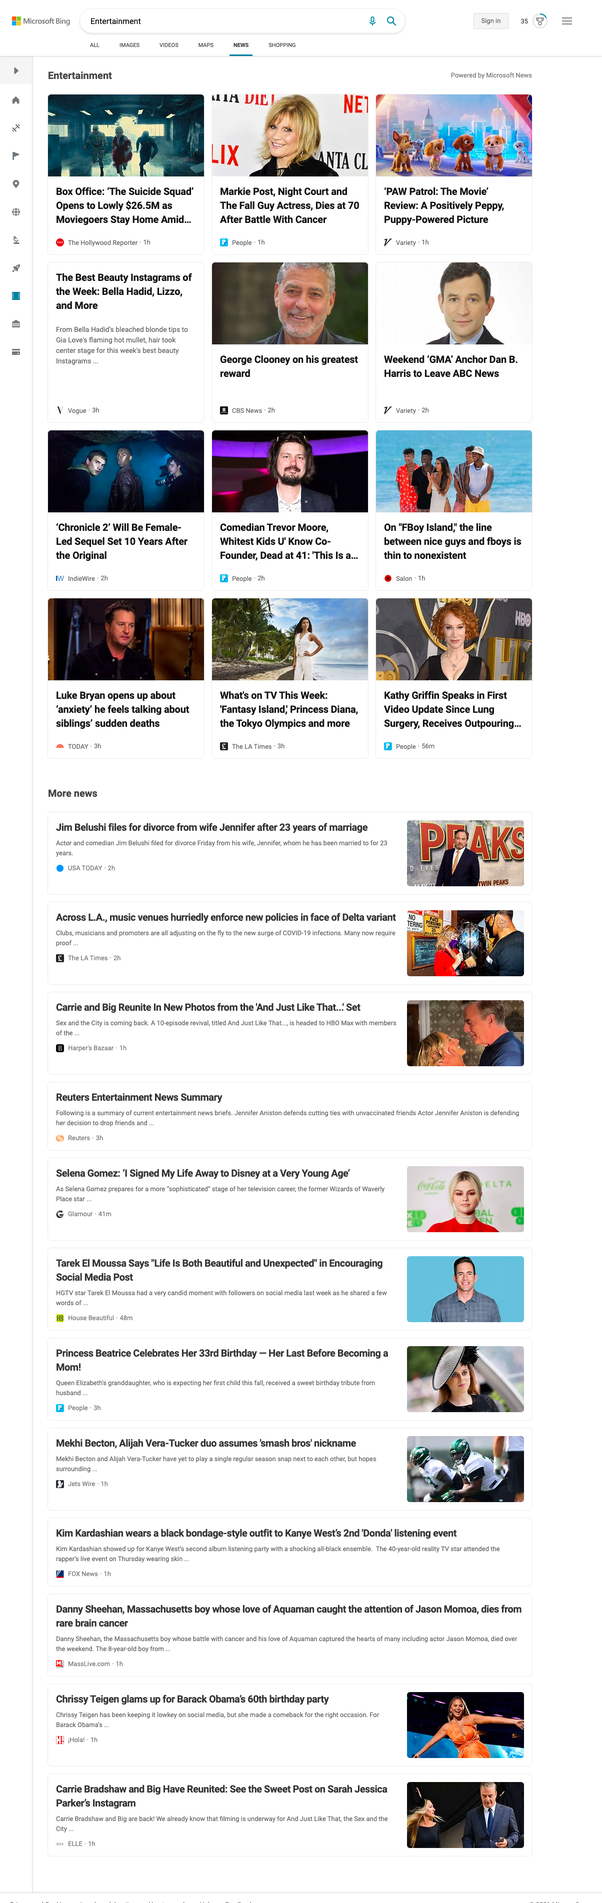 Microsoft Bing
Entertainment
Sign in
35
ALL IMAGES VIDEOS MAPS NEWS SHOPPING
Entertainment
Powered by Microsoft News
Box Office: ‘The Suicide Squad’
Opens to Lowly $26.5M as
Moviegoers Stay Home Amid...
The Hollywood Reporter · 1h
NET
LIX
ANTA CL
Markie Post, Night Court and
The Fall Guy Actress, Dies at 70
After Battle With Cancer
People · 1h
‘PAW Patrol: The Movie’
Review: A Positively Peppy,
Puppy-Powered Picture
Variety · 1h
The Best Beauty Instagrams of
the Week: Bella Hadid, Lizzo,
and More
From Bella Hadid's bleached blonde tips to
Gia Love's flaming hot mullet, hair took
center stage for this week's best beauty
Instagrams ...
Vogue · 3h
George Clooney on his greatest
reward
CBS News · 2h
Weekend ‘GMA’ Anchor Dan B.
Harris to Leave ABC News
Variety · 2h
‘Chronicle 2’ Will Be Female-
Led Sequel Set 10 Years After
the Original
IndieWire · 2h
Comedian Trevor Moore,
Whitest Kids U' Know Co-
Founder, Dead at 41: 'This Is a...
People · 2h
On "FBoy Island," the line
between nice guys and fboys is
thin to nonexistent
Salon · 1h
Luke Bryan opens up about
‘anxiety’ he feels talking about
siblings’ sudden deaths
TODAY · 3h
What's on TV This Week:
'Fantasy Island,' Princess Diana,
the Tokyo Olympics and more
The LA Times · 3h
HBO
Kathy Griffin Speaks in First
Video Update Since Lung
Surgery, Receives Outpouring...
People · 56m
More news
Jim Belushi files for divorce from wife Jennifer after 23 years of marriage
Actor and comedian Jim Belushi filed for divorce Friday from his wife, Jennifer, whom he has been married to for 23
years.
USA TODAY · 2h
PEAKS
TWIN PEAKS
Across L.A., music venues hurriedly enforce new policies in face of Delta variant
Clubs, musicians and promoters are all adjusting on the fly to the new surge of COVID-19 infections. Many now require
proof ...
The LA Times · 2h
Carrie and Big Reunite In New Photos from the 'And Just Like That...' Set
Sex and the City is coming back. A 10-episode revival, titled And Just Like That..., is headed to HBO Max with members
of the ...
Harper's Bazaar · 1h
Reuters Entertainment News Summary
Following is a summary of current entertainment news briefs. Jennifer Aniston defends cutting ties with unvaccinated friends Actor Jennifer Aniston is defending
her decision to drop friends and ...
Reuters · 3h
Selena Gomez: ‘I Signed My Life Away to Disney at a Very Young Age’
As Selena Gomez prepares for a more “sophisticated” stage of her television career, the former Wizards of Waverly
Place star ...
Glamour · 41m
Coca-Cola
DELTA
Tarek El Moussa Says "Life Is Both Beautiful and Unexpected" in Encouraging
Social Media Post
HGTV star Tarek El Moussa had a very candid moment with followers on social media last week as he shared a few
words of ...
House Beautiful · 48m
Princess Beatrice Celebrates Her 33rd Birthday — Her Last Before Becoming a
Mom!
Queen Elizabeth's granddaughter, who is expecting her first child this fall, received a sweet birthday tribute from
husband ...
People · 3h
Mekhi Becton, Alijah Vera-Tucker duo assumes 'smash bros' nickname
Mekhi Becton and Alijah Vera-Tucker have yet to play a single regular season snap next to each other, but hopes
surrounding ...
Jets Wire · 1h
Kim Kardashian wears a black bondage-style outfit to Kanye West's 2nd 'Donda' listening event
Kim Kardashian showed up for Kanye West's second album listening party with a shocking all-black ensemble. The 40-year-old reality TV star attended the
rapper's live event on Thursday wearing skin ...
FOX News · 1h
Danny Sheehan, Massachusetts boy whose love of Aquaman caught the attention of Jason Momoa, dies from
rare brain cancer
Danny Sheehan, the Massachusetts boy whose battle with cancer and his love of Aquaman captured the hearts of many including actor Jason Momoa, died over
the weekend. The 8-year-old boy from ...
MassLive.com · 1h
Chrissy Teigen glams up for Barack Obama's 60th birthday party
Chrissy Teigen has been keeping it lowkey on social media, but she made a comeback for the right occasion. For
Barack Obama's ...
¡Hola! · 1h
Carrie Bradshaw and Big Have Reunited: See the Sweet Post on Sarah Jessica
Parker's Instagram
Carrie Bradshaw and Big are back! We already know that filming is underway for And Just Like That, the Sex and the
City ...
ELLE · 1h